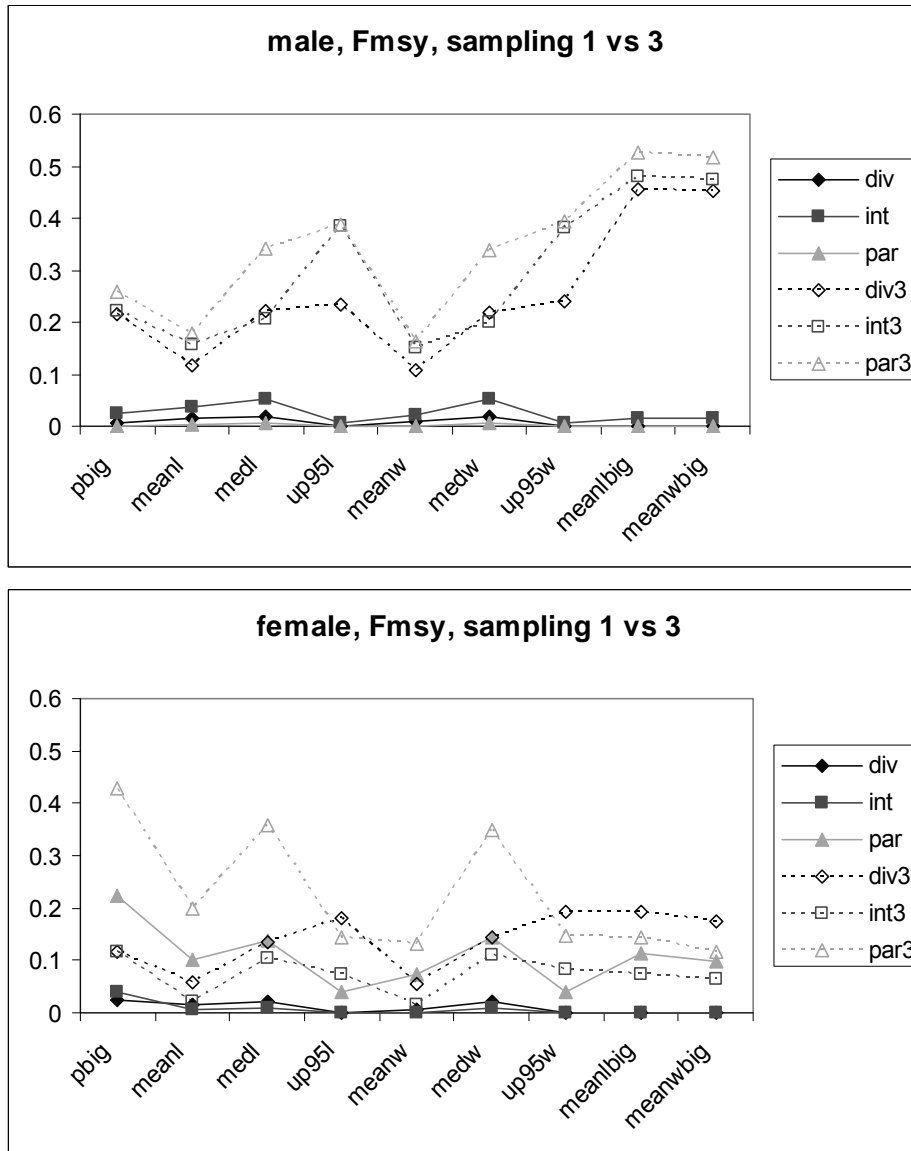 male, Fmsy, sampling 1 vs 3
0.6
0.5
0.4
0.3
0.2
0.1
0
pbig
meanl
medl
up95l
meanw
medw
up95w
meanlbig
meanwbig
div
int
par
div3
int3
par3
female, Fmsy, sampling 1 vs 3
0.6
0.5
0.4
0.3
0.2
0.1
0
pbig
meanl
medl
up95l
meanw
medw
up95w
meanlbig
meanwbig
div
int
par
div3
int3
par3